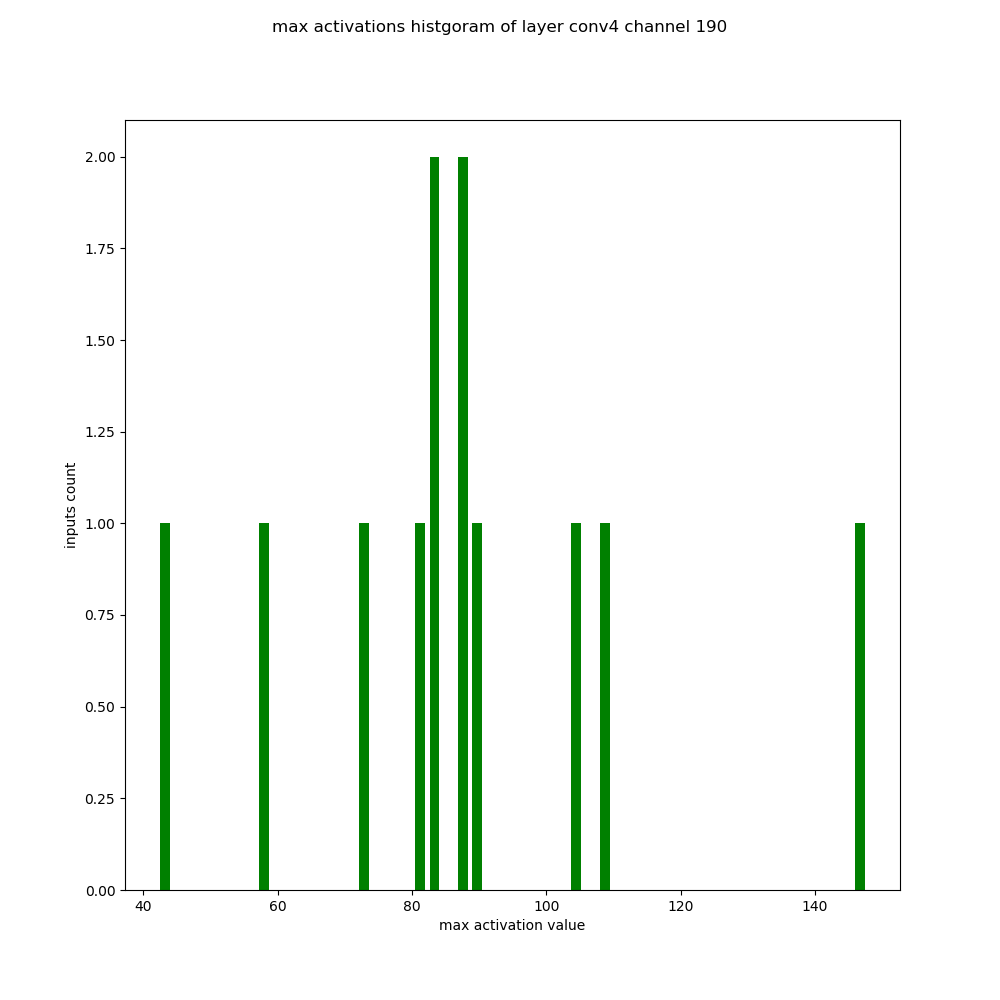 max activations histgoram of layer conv4 channel 190
2.00
1.75
1.50
1.25
1.00
0.75
0.50
0.25
0.00
inputs count
40 60 80 100 120 140
max activation value